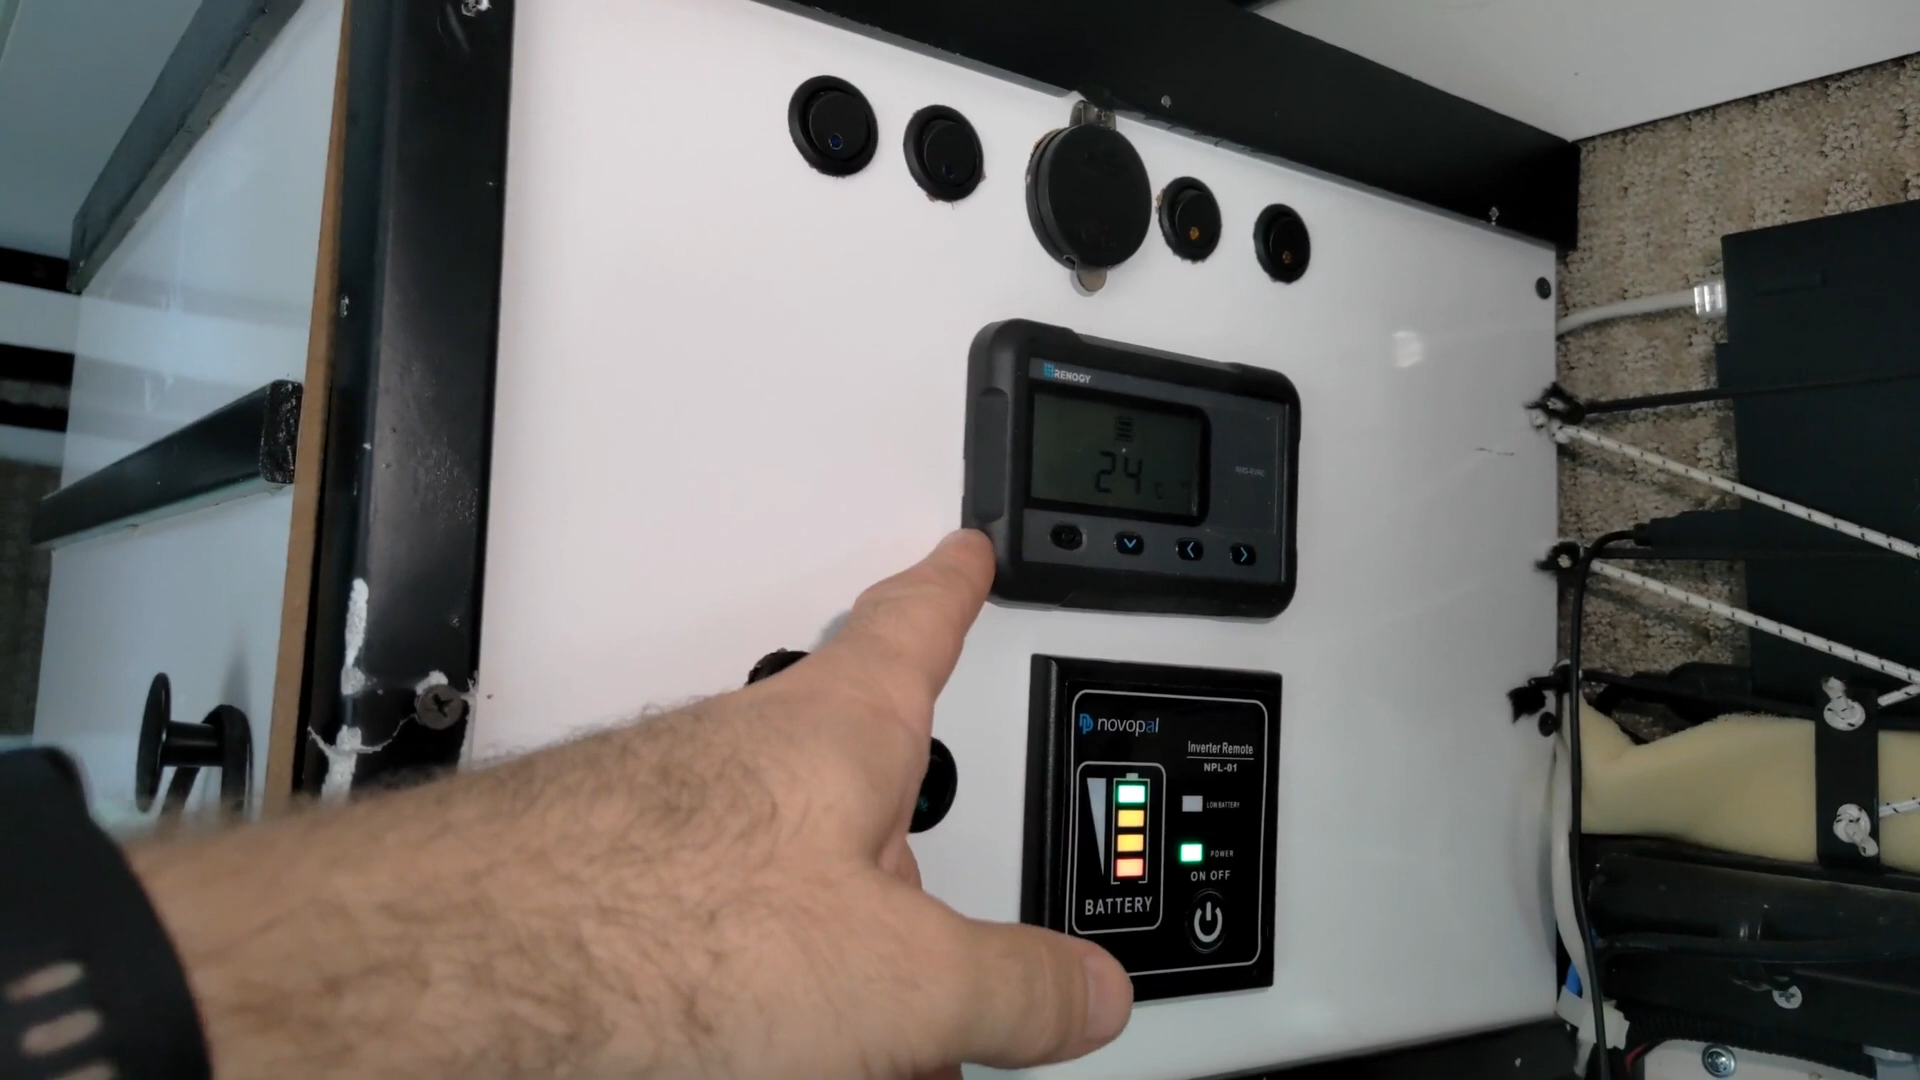 RENOGY
24 c
novopal
Inverter Remote
NPL-01
LOW BATTERY
POWER
ON OFF
BATTERY